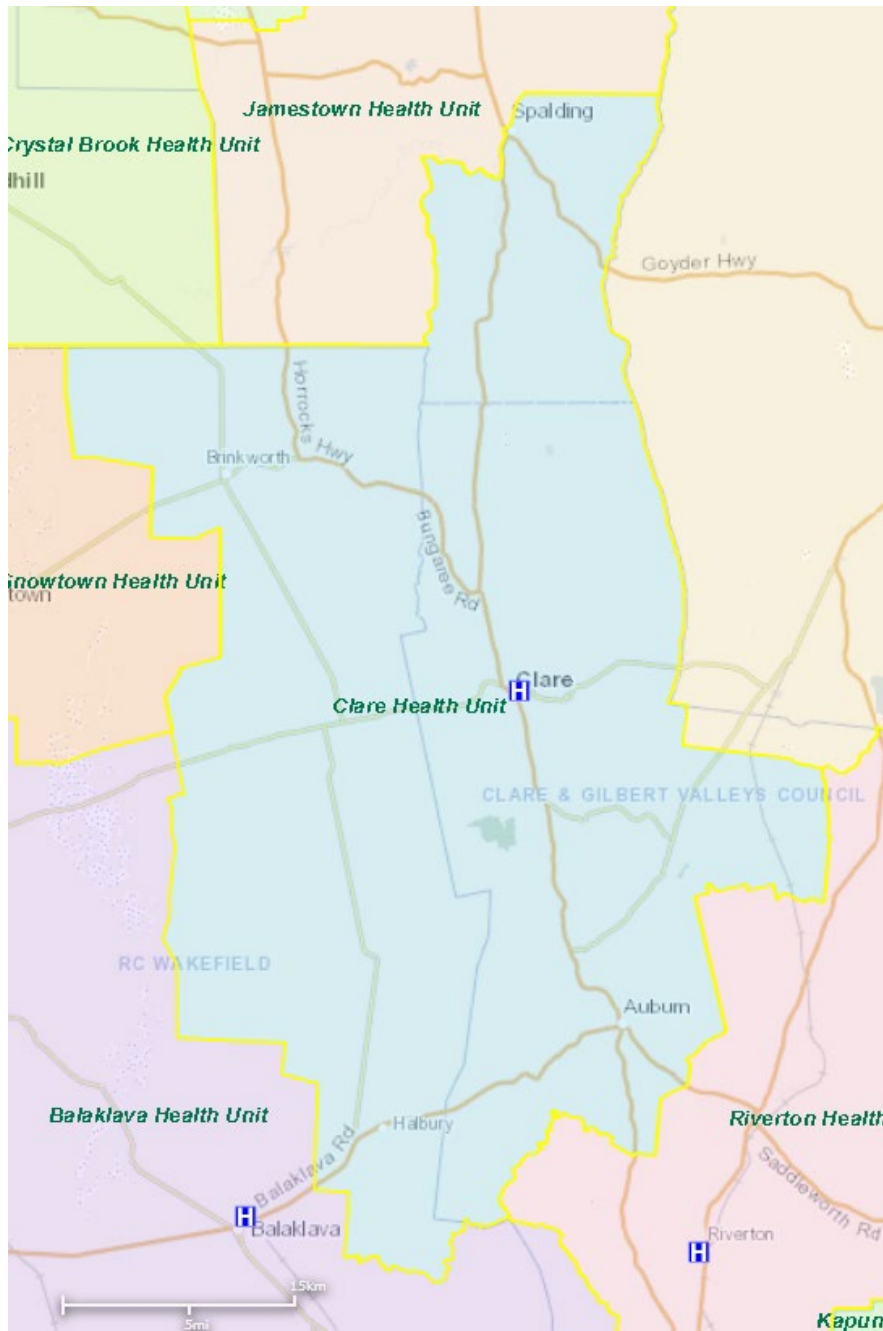 Jamestown Health Unit
Spalding
Crystal Brook Health Unit
dhill
Goyder Hwy
Horrocks Hwy
Brinkworth
Bungaree Rd
Snowtown Health Unit
town
Clare
H
Clare Health Unit
CLARE & GILBERT VALLEYS COUNCIL
RC WAKEFIELD
Auburn
Balaklava Health Unit
Halbury
Riverton Health
Balaklava Rd
Saddleworth Rd
H
Balaklava
Riverton
H
15km
5mi
Kapun